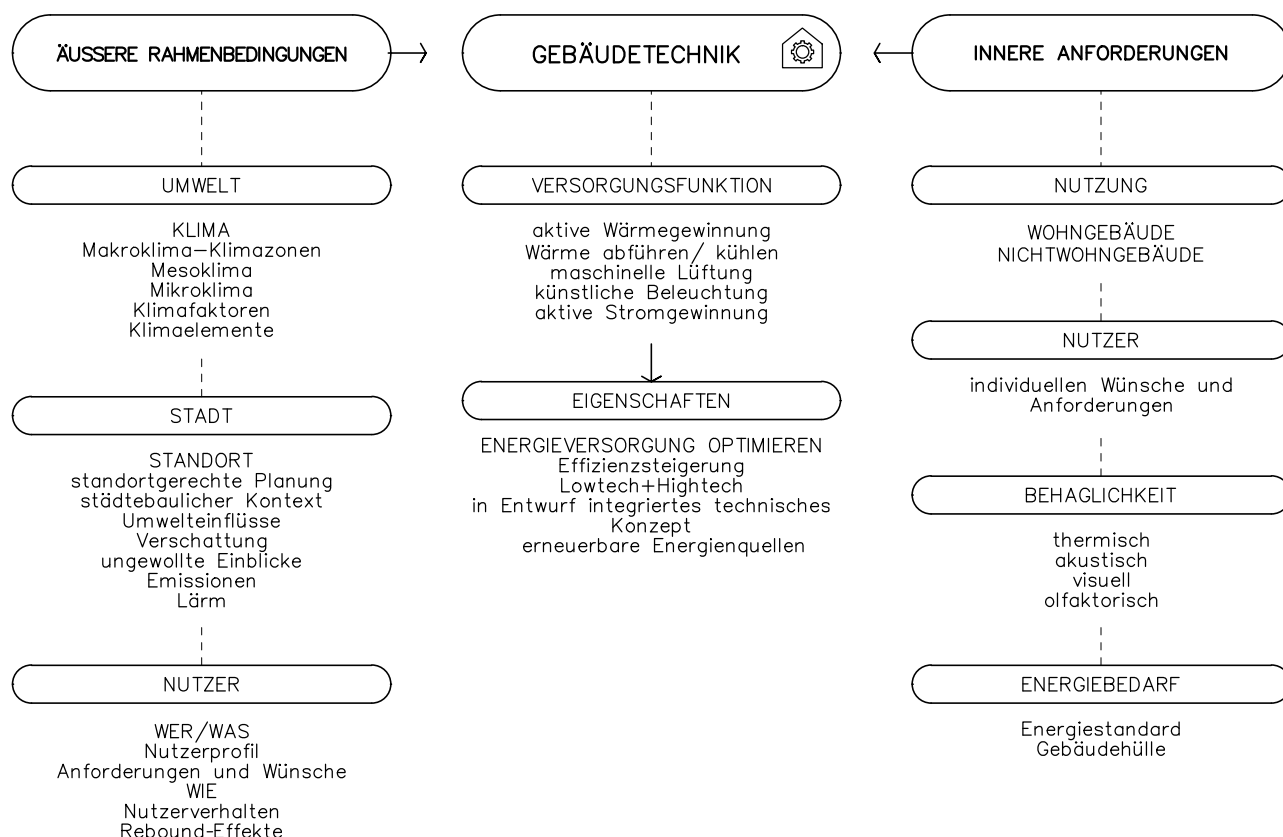 ÄUSSERE RAHMENBEDINGUNGEN
UMWELT
KLIMA
Makroklima–Klimazonen
Mesoklima
Mikroklima
Klimafaktoren
Klimaelemente
STADT
STANDORT
standortgerechte Planung
städtebaulicher Kontext
Umwelteinflüsse
Verschattung
ungewollte Einblicke
Emissionen
Lärm
NUTZER
WER/WAS
Nutzerprofil
Anforderungen und Wünsche
WIE
Nutzerverhalten
Rebound-Effekte
GEBÄUDETECHNIK
VERSORGUNGSFUNKTION
aktive Wärmegewinnung
Wärme abführen/ kühlen
maschinelle Lüftung
künstliche Beleuchtung
aktive Stromgewinnung
EIGENSCHAFTEN
ENERGIEVERSORGUNG OPTIMIEREN
Effizienzsteigerung
Lowtech+Hightech
in Entwurf integriertes technisches
Konzept
erneuerbare Energienquellen
INNERE ANFORDERUNGEN
NUTZUNG
WOHNGEBÄUDE
NICHTWOHNGEBÄUDE
NUTZER
individuellen Wünsche und
Anforderungen
BEHAGLICHKEIT
thermisch
akustisch
visuell
olfaktorisch
ENERGIEBEDARF
Energiestandard
Gebäudehülle